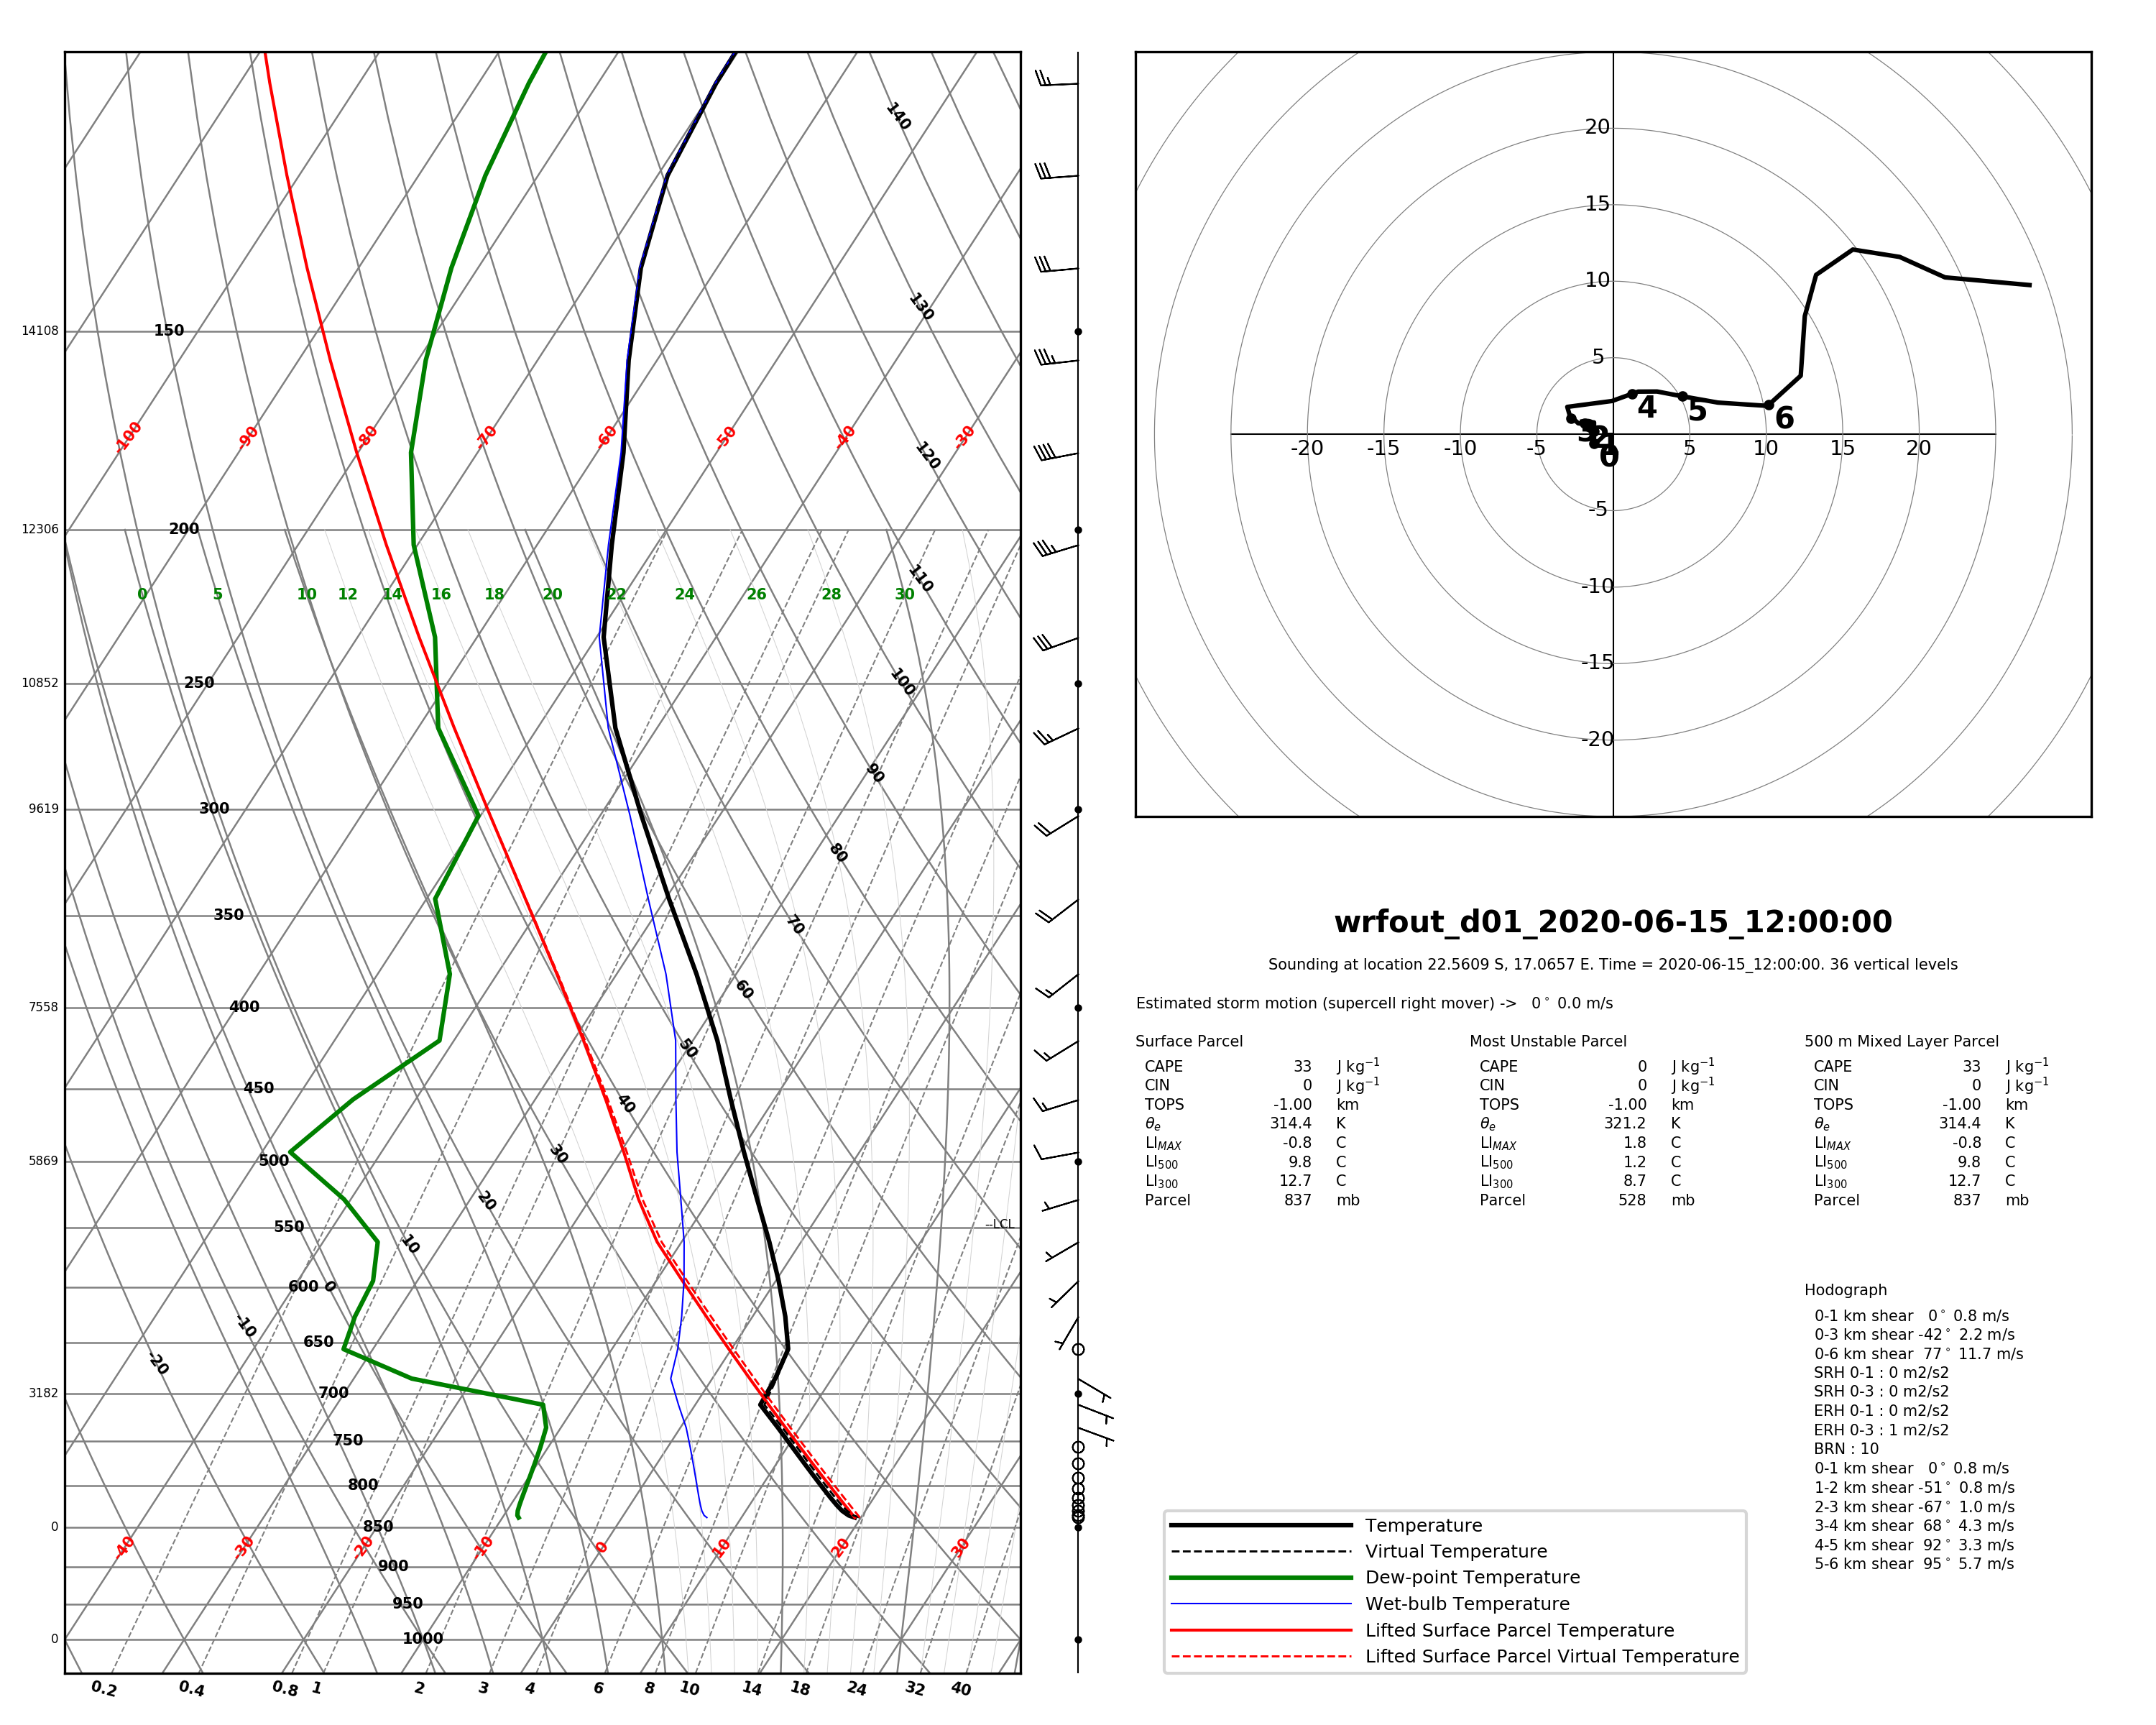 140
130
14108 150
-100 -90 -80 -70 -60 -50 -40 -30
120
12306 200
110
0 5 10 12 14 16 18 20 22 24 26 28 30
100
10852 250
90
9619 300
80
350
70
60
7558 400
50
450
40
30
5869 500
20
--LCL
550
10
600 0
-10
650
-20
3182 700
750
800
0 850
-40 -30 -20 -10 0 10 20 30
900
950
0 1000
0.2 0.4 0.8 1 2 3 4 6 8 10 14 18 24 32 40
20
15
10
5
4 5 6
3 2 1
0
-20 -15 -10 -5 5 10 15 20
-5
-10
-15
-20
wrfout_d01_2020-06-15_12:00:00
Sounding at location 22.5609 S, 17.0657 E. Time = 2020-06-15_12:00:00. 36 vertical levels
Estimated storm motion (supercell right mover) -> 0° 0.0 m/s
Surface Parcel Most Unstable Parcel 500 m Mixed Layer Parcel
CAPE 33 J kg⁻¹ CAPE 0 J kg⁻¹ CAPE 33 J kg⁻¹
CIN 0 J kg⁻¹ CIN 0 J kg⁻¹ CIN 0 J kg⁻¹
TOPS -1.00 km TOPS -1.00 km TOPS -1.00 km
θe 314.4 K θe 321.2 K θe 314.4 K
LIMAX -0.8 C LIMAX 1.8 C LIMAX -0.8 C
LI500 9.8 C LI500 1.2 C LI500 9.8 C
LI300 12.7 C LI300 8.7 C LI300 12.7 C
Parcel 837 mb Parcel 528 mb Parcel 837 mb
Hodograph
0-1 km shear 0° 0.8 m/s
0-3 km shear -42° 2.2 m/s
0-6 km shear 77° 11.7 m/s
SRH 0-1 : 0 m2/s2
SRH 0-3 : 0 m2/s2
ERH 0-1 : 0 m2/s2
ERH 0-3 : 1 m2/s2
BRN : 10
0-1 km shear 0° 0.8 m/s
1-2 km shear -51° 0.8 m/s
2-3 km shear -67° 1.0 m/s
3-4 km shear 68° 4.3 m/s
4-5 km shear 92° 3.3 m/s
5-6 km shear 95° 5.7 m/s
Temperature
Virtual Temperature
Dew-point Temperature
Wet-bulb Temperature
Lifted Surface Parcel Temperature
Lifted Surface Parcel Virtual Temperature